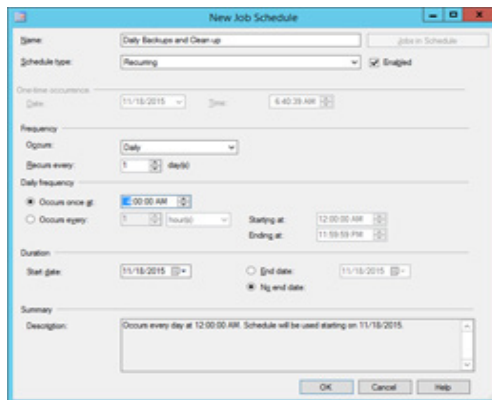 New Job Schedule
Name: Daily Backups and Clean up Jobs in Schedule
Schedule type: Recurring Enabled
One-time occurrence
Date: 11/18/2015 Time: 6:40:39 AM
Frequency
Occurs: Daily
Recurs every: 1 day(s)
Daily frequency
Occurs once at: :00:00 AM
Occurs every: 1 hour(s) Starting at: 12:00:00 AM
Ending at: 11:59:59 PM
Duration
Start date: 11/18/2015 End date: 11/18/2015
No end date:
Summary
Description: Occurs every day at 12:00:00 AM. Schedule will be used starting on 11/18/2015.
OK Cancel Help